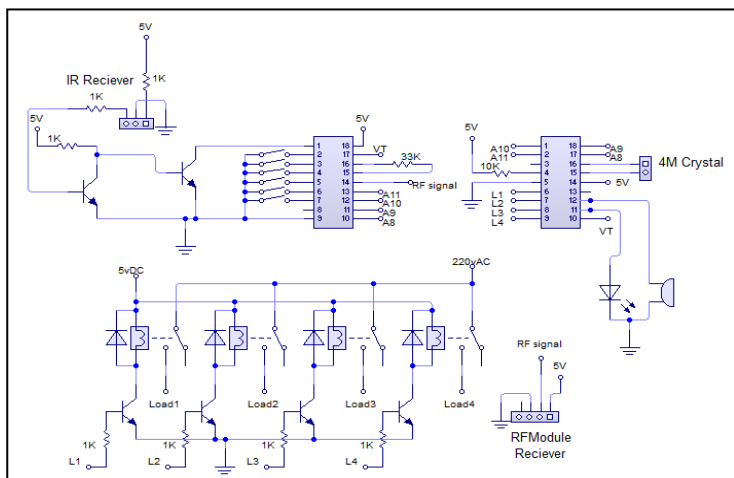 5V
IR Reciever
1K
1K
5V
1K
5V
1 18
2 17 VT
3 16 33K
4 15
5 14 RF signal
6 13 A11
7 12 A10
8 11 A9
9 10 A8
5V
10K
A10 1 18 A9
A11 2 17 A8
3 16
4 15
5 14 5V
L1 6 13
L2 7 12
L3 8 11
L4 9 10 VT
4M Crystal
5vDC
220vAC
Load1
Load2
Load3
Load4
1K
1K
1K
1K
L1
L2
L3
L4
RF signal
5V
RFModule
Reciever